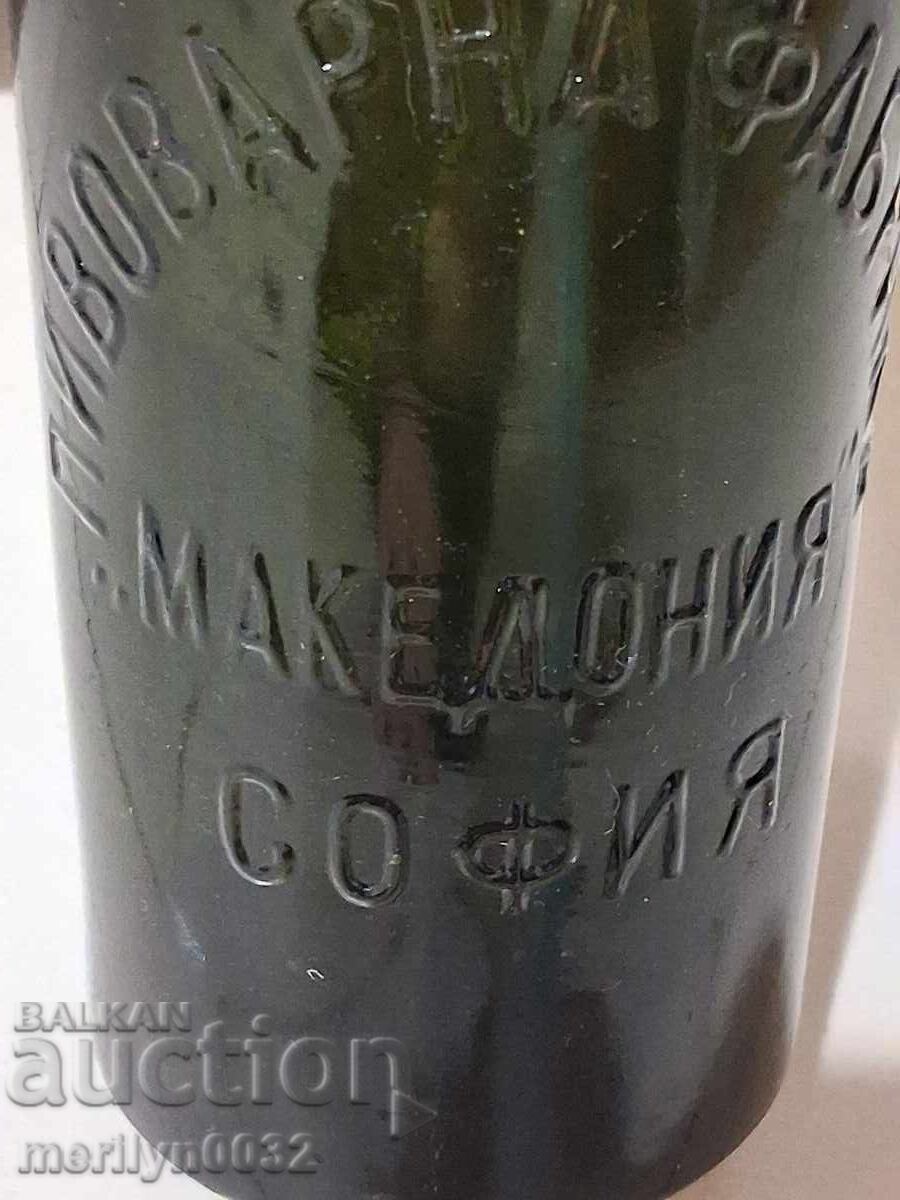 ПИВОВАРНА ФАБРИКА
„МАКЕДОНИЯ"
СОФИЯ
BALKAN
auction
merilyn0032